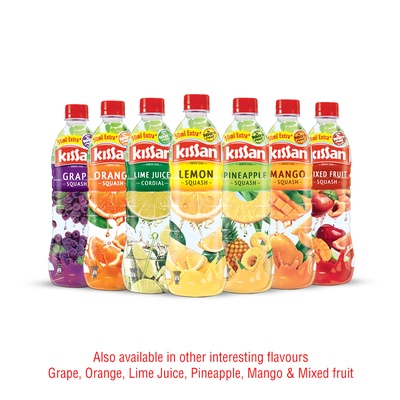 Kissan
GRAPE
SQUASH
Kissan
ORANGE
SQUASH
Kissan
LIME JUICE
CORDIAL
Kissan
LEMON
SQUASH
Kissan
PINEAPPLE
SQUASH
Kissan
MANGO
SQUASH
Kissan
MIXED FRUIT
SQUASH
Also available in other interesting flavours
Grape, Orange, Lime Juice, Pineapple, Mango & Mixed fruit